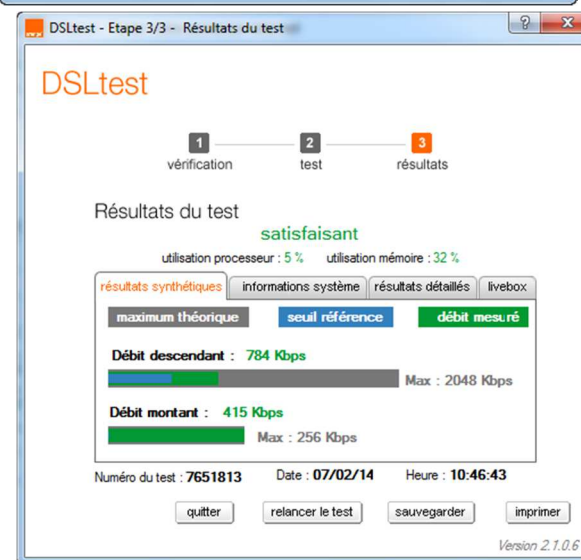 DSLtest - Etape 3/3 - Résultats du test
DSLtest
1 2 3
vérification test résultats
Résultats du test
satisfaisant
utilisation processeur : 5 % utilisation mémoire : 32 %
résultats synthétiques informations système résultats détaillés livebox
maximum théorique seuil référence débit mesuré
Débit descendant : 784 Kbps
Max : 2048 Kbps
Débit montant : 415 Kbps
Max : 256 Kbps
Numéro du test : 7651813 Date : 07/02/14 Heure : 10:46:43
quitter relancer le test sauvegarder imprimer
Version 2.1.0.6